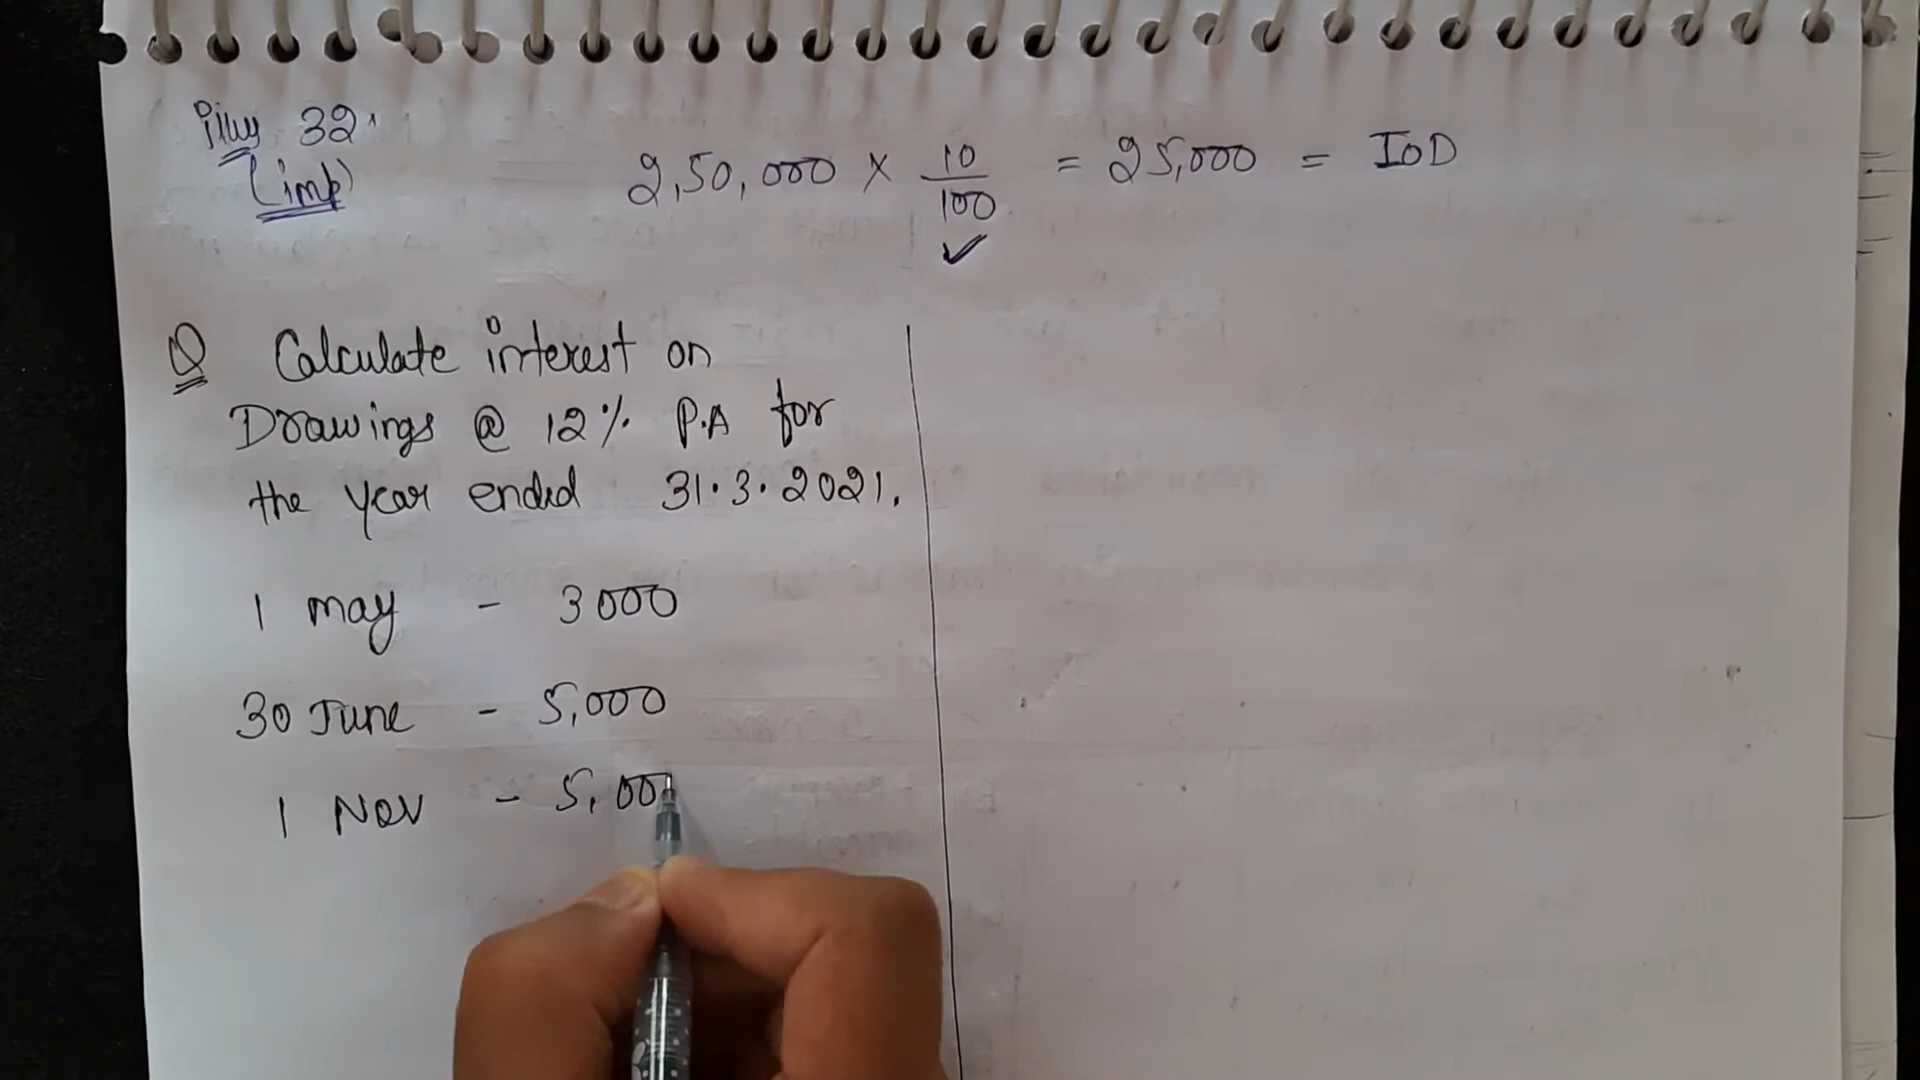 illus 32.
(imp)
2,50,000 × 10/100 = 25,000 = IOD
Q Calculate interest on
Drawings @ 12% P.A for
the year ended 31.3.2021.
1 may - 3000
30 June - 5,000
1 Nov - 5,000